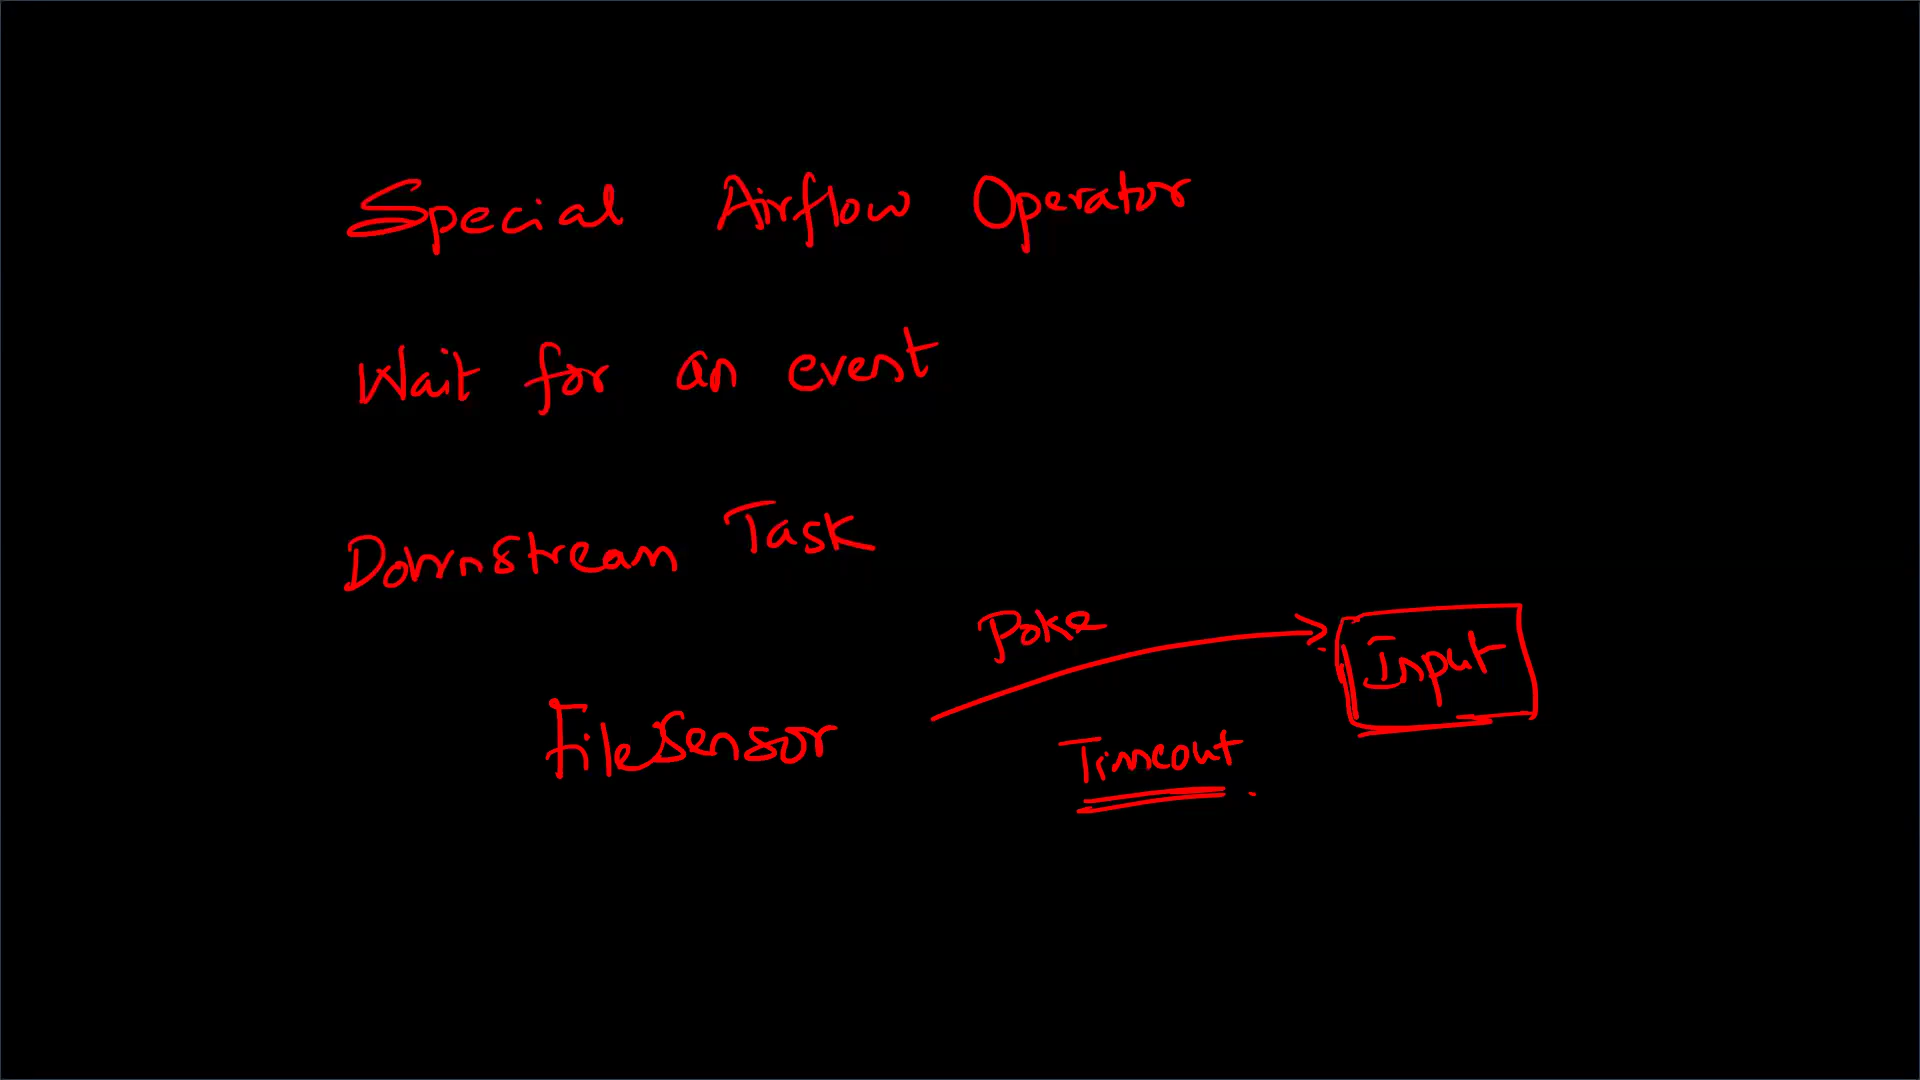 Special Airflow Operator
Wait for an event
Downstream Task
Poke
Input
FileSensor
Timeout